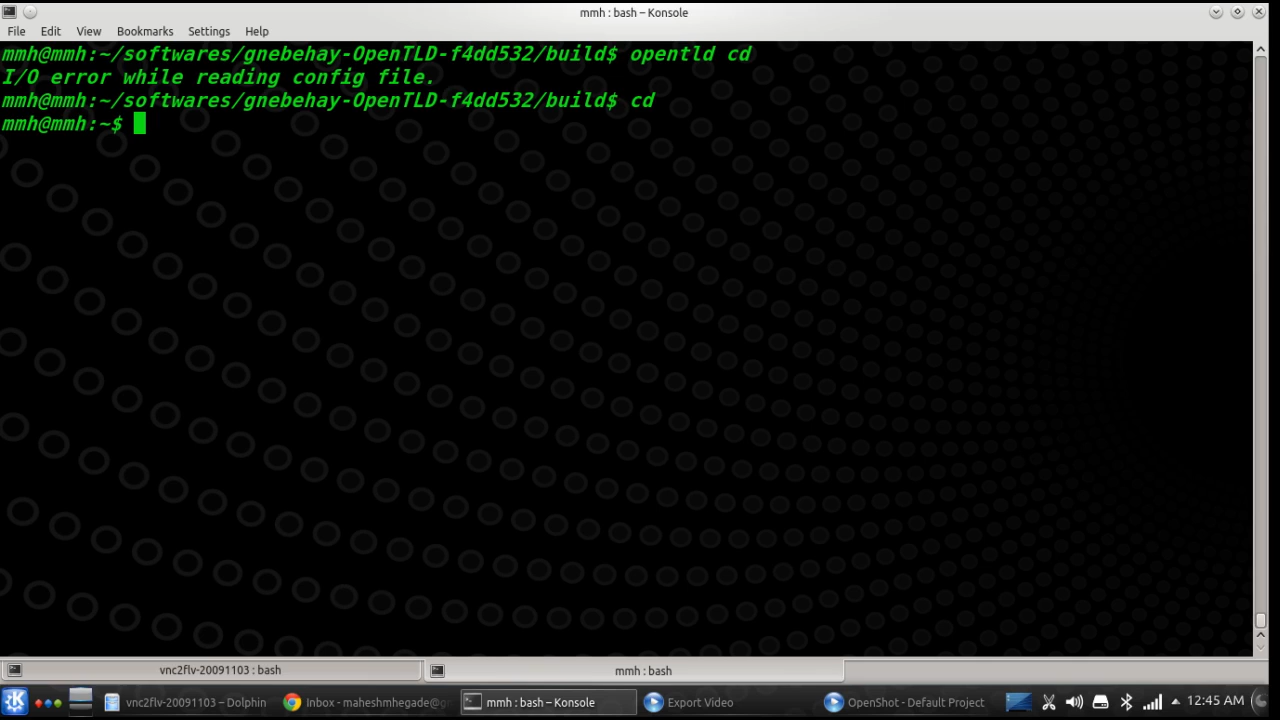 mmh : bash – Konsole
File Edit View Bookmarks Settings Help
mmh@mmh:~/softwares/gnebehay-OpenTLD-f4dd532/build$ opentld cd
I/O error while reading config file.
mmh@mmh:~/softwares/gnebehay-OpenTLD-f4dd532/build$ cd
mmh@mmh:~$
vnc2flv-20091103 : bash
mmh : bash
vnc2flv-20091103 – Dolphin
Inbox - maheshmhegade@g
mmh : bash – Konsole
Export Video
OpenShot - Default Project
12:45 AM